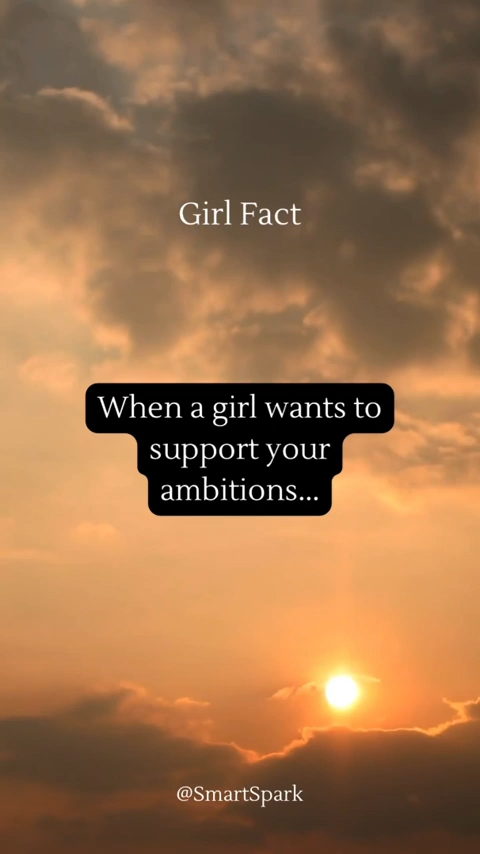 Girl Fact
When a girl wants to
support your
ambitions...
@SmartSpark